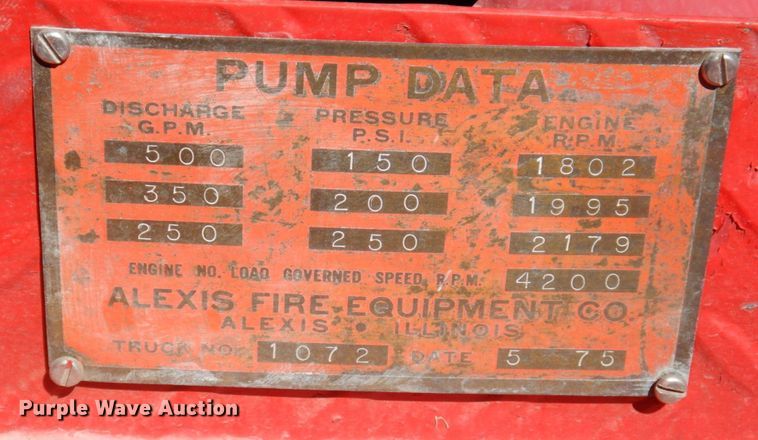 PUMP DATA
DISCHARGE G.P.M. PRESSURE P.S.I. ENGINE R.P.M.
500 150 1802
350 200 1995
250 250 2179
ENGINE NO. LOAD GOVERNED SPEED R.P.M. 4200
ALEXIS FIRE EQUIPMENT CO.
ALEXIS • ILLINOIS
TRUCK NO. 1072 DATE 5 75
Purple Wave Auction